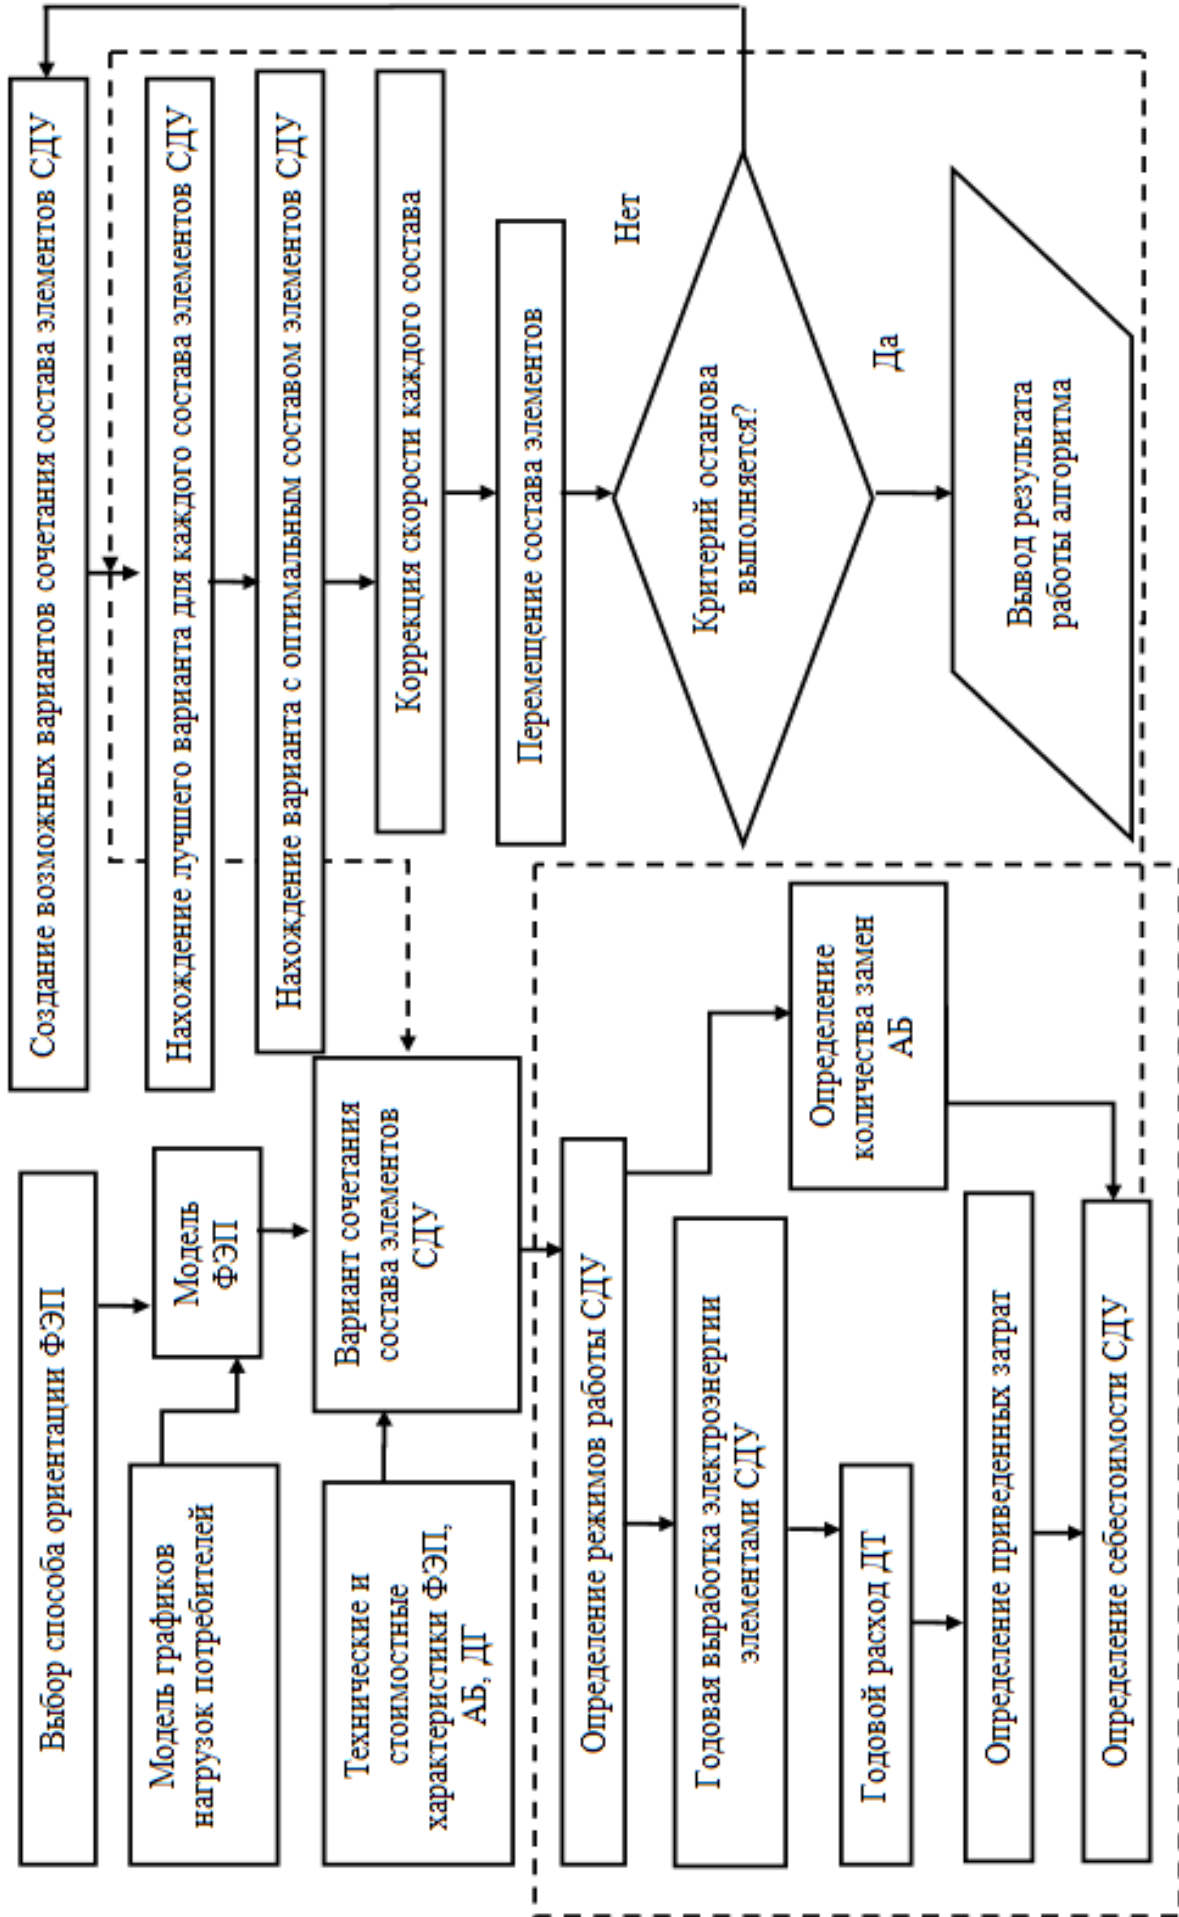 Выбор способа ориентации ФЭП
Модель графиков
нагрузок потребителей
Модель
ФЭП
Технические и
стоимостные
характеристики ФЭП,
АБ, ДГ
Вариант сочетания
состава элементов
СДУ
Определение режимов работы СДУ
Годовая выработка электроэнергии
элементами СДУ
Определение
количества замен
АБ
Годовой расход ДТ
Определение приведенных затрат
Определение себестоимости СДУ
Создание возможных вариантов сочетания состава элементов СДУ
Нахождение лучшего варианта для каждого состава элементов СДУ
Нахождение варианта с оптимальным составом элементов СДУ
Коррекция скорости каждого состава
Перемещение состава элементов
Нет
Критерий останова
выполняется?
Да
Вывод результата
работы алгоритма